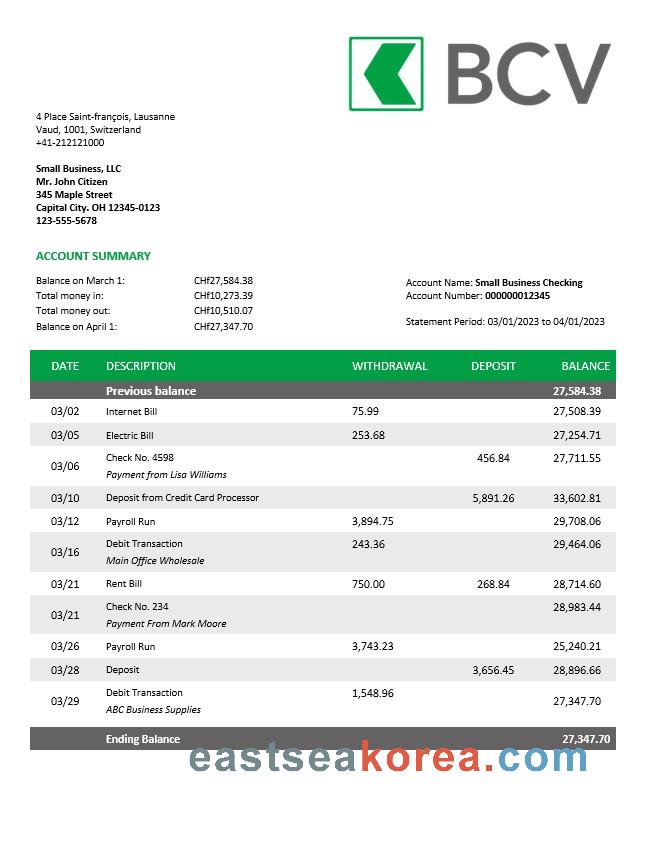 BCV
4 Place Saint-françois, Lausanne
Vaud, 1001, Switzerland
+41-212121000
Small Business, LLC
Mr. John Citizen
345 Maple Street
Capital City. OH 12345-0123
123-555-5678
ACCOUNT SUMMARY
Balance on March 1: CHf27,584.38
Total money in: CHf10,273.39
Total money out: CHf10,510.07
Balance on April 1: CHf27,347.70
Account Name: Small Business Checking
Account Number: 000000012345
Statement Period: 03/01/2023 to 04/01/2023
DATE DESCRIPTION WITHDRAWAL DEPOSIT BALANCE
Previous balance 27,584.38
03/02 Internet Bill 75.99 27,508.39
03/05 Electric Bill 253.68 27,254.71
03/06 Check No. 4598 456.84 27,711.55
Payment from Lisa Williams
03/10 Deposit from Credit Card Processor 5,891.26 33,602.81
03/12 Payroll Run 3,894.75 29,708.06
03/16 Debit Transaction 243.36 29,464.06
Main Office Wholesale
03/21 Rent Bill 750.00 268.84 28,714.60
03/21 Check No. 234 28,983.44
Payment From Mark Moore
03/26 Payroll Run 3,743.23 25,240.21
03/28 Deposit 3,656.45 28,896.66
03/29 Debit Transaction 1,548.96 27,347.70
ABC Business Supplies
Ending Balance 27,347.70
eastseakorea.com